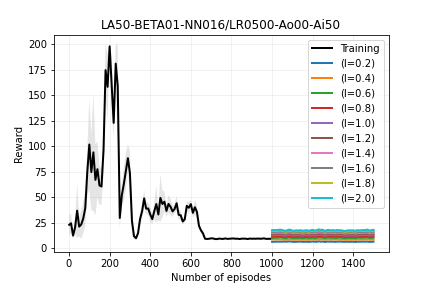 LA50-BETA01-NN016/LR0500-Ao00-Ai50
200
175
150
125
100
75
50
25
0
Reward
Training
(l=0.2)
(l=0.4)
(l=0.6)
(l=0.8)
(l=1.0)
(l=1.2)
(l=1.4)
(l=1.6)
(l=1.8)
(l=2.0)
0 200 400 600 800 1000 1200 1400
Number of episodes